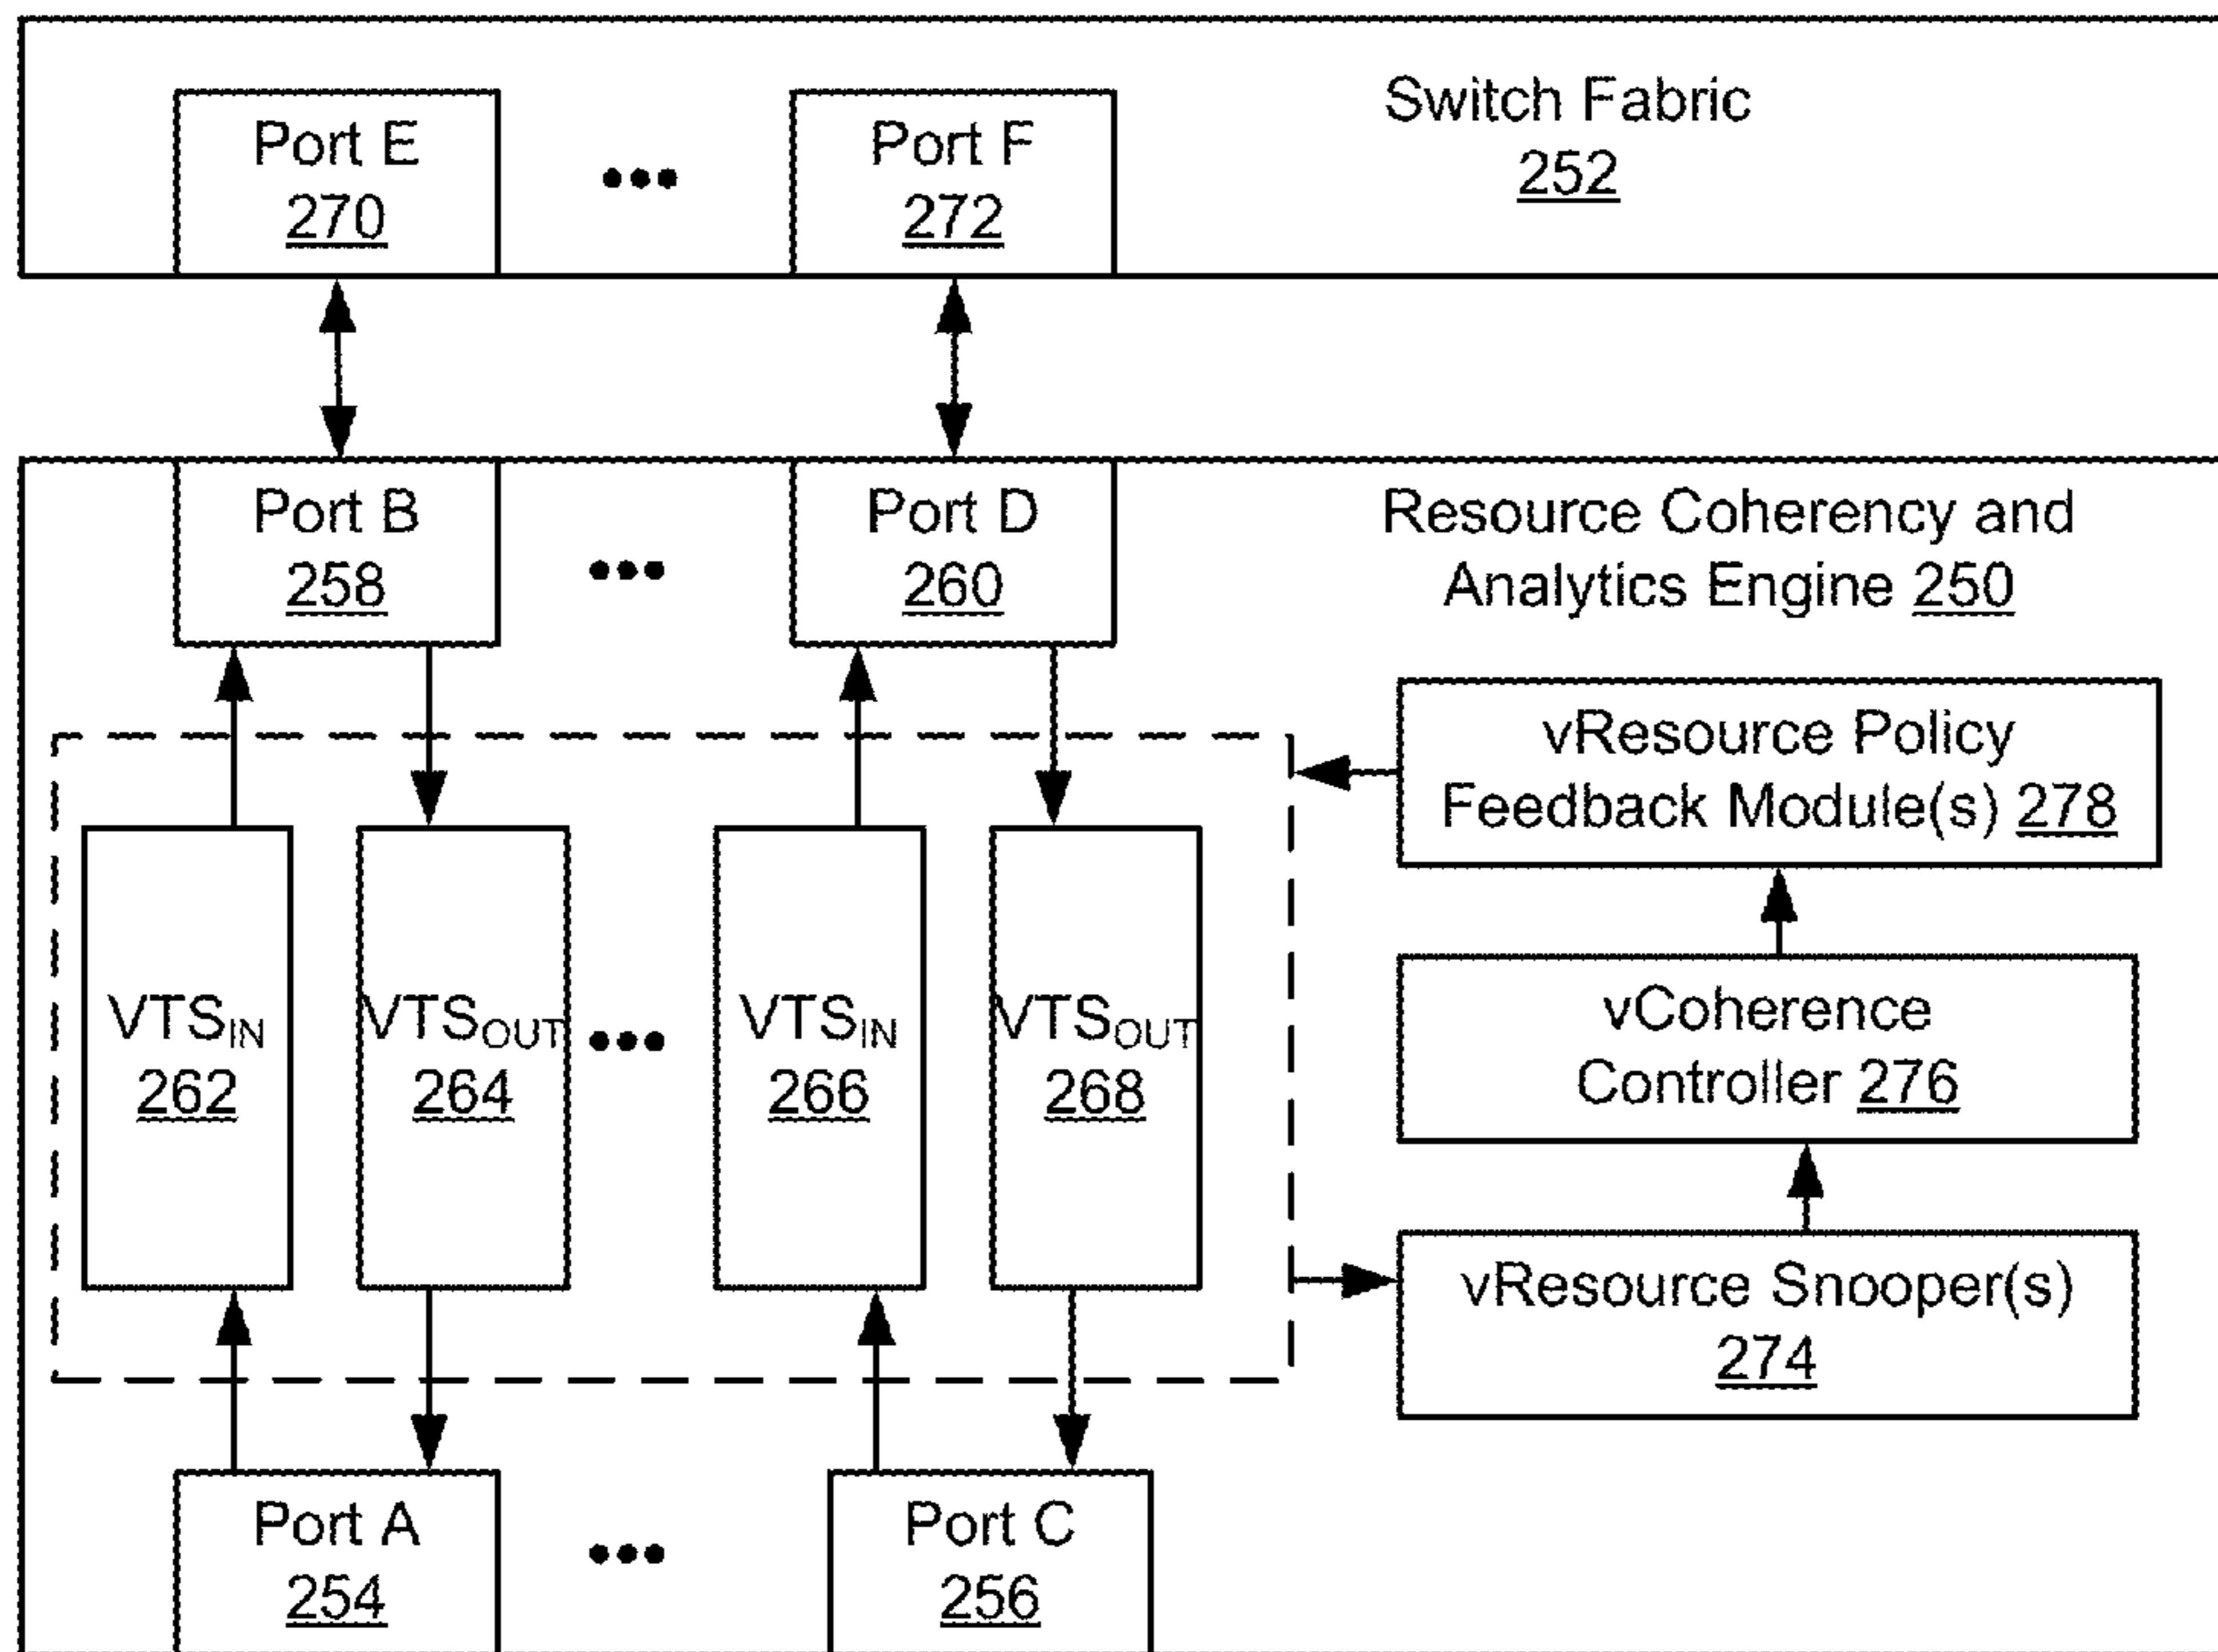 Port E
270
Port F
272
Switch Fabric
252
Port B
258
Port D
260
Resource Coherency and
Analytics Engine 250
vResource Policy
Feedback Module(s) 278
VTSIN
262
VTSOUT
264
VTSIN
266
VTSOUT
268
vCoherence
Controller 276
vResource Snooper(s)
274
Port A
254
Port C
256